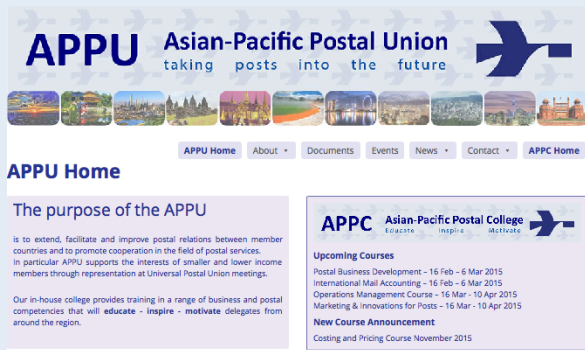 APPU Asian-Pacific Postal Union
taking posts into the future
APPU Home About Documents Events News Contact APPC Home
APPU Home
The purpose of the APPU
is to extend, facilitate and improve postal relations between member
countries and to promote cooperation in the field of postal services.
In particular APPU supports the interests of smaller and lower income
members through representation at Universal Postal Union meetings.
Our in-house college provides training in a range of business and postal
competencies that will educate - inspire - motivate delegates from
around the region.
APPC Asian-Pacific Postal College
Educate Inspire Motivate
Upcoming Courses
Postal Business Development – 16 Feb – 6 Mar 2015
International Mail Accounting – 16 Feb – 6 Mar 2015
Operations Management Course – 16 Mar - 10 Apr 2015
Marketing & Innovations for Posts – 16 Mar - 10 Apr 2015
New Course Announcement
Costing and Pricing Course November 2015